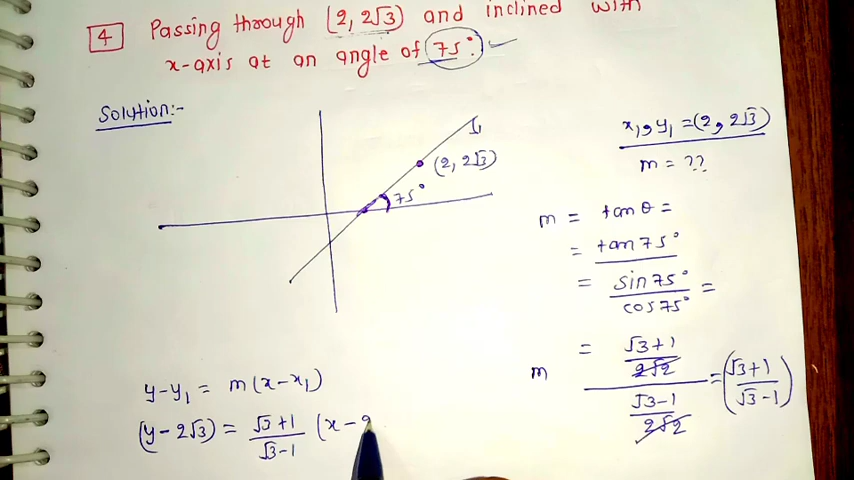 4 Passing through (2, 2√3) and inclined with
x-axis at an angle of 75°.
Solution:-
(2, 2√3)
75°
x₁, y₁ = (2, 2√3)
m = ??
m = tan θ =
= tan 75°
= sin 75° / cos 75° =
m = (√3+1 / 2√2) / (√3-1 / 2√2) = (√3+1 / √3-1)
y-y₁ = m(x-x₁)
(y-2√3) = √3+1 / √3-1 (x-2